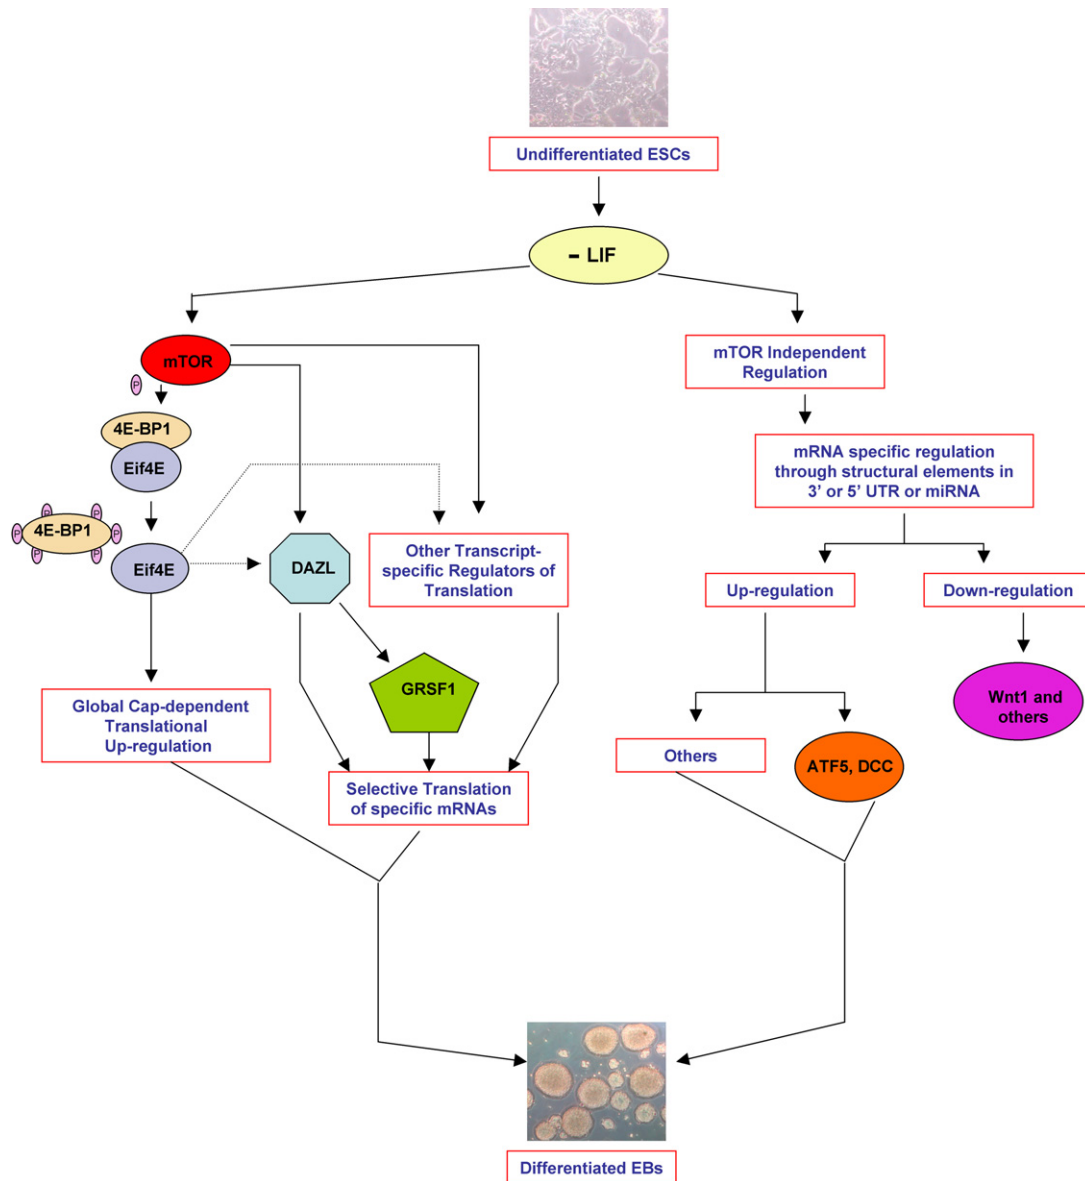 Undifferentiated ESCs
– LIF
mTOR
P
4E-BP1
Eif4E
P
P
4E-BP1
P
P
P
P
Eif4E
DAZL
Other Transcript-
specific Regulators of
Translation
GRSF1
Global Cap-dependent
Translational
Up-regulation
Selective Translation
of specific mRNAs
mTOR Independent
Regulation
mRNA specific regulation
through structural elements in
3’ or 5’ UTR or miRNA
Up-regulation
Down-regulation
Others
ATF5, DCC
Wnt1 and
others
Differentiated EBs